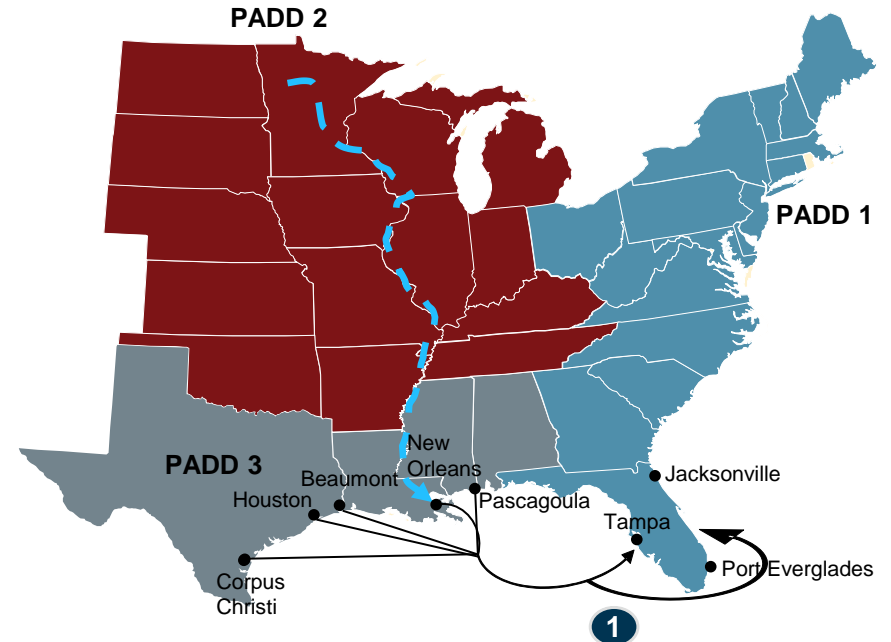 PADD 2
PADD 1
PADD 3
New
Orleans
Beaumont
Houston
Pascagoula
Jacksonville
Tampa
Port Everglades
Corpus
Christi
1